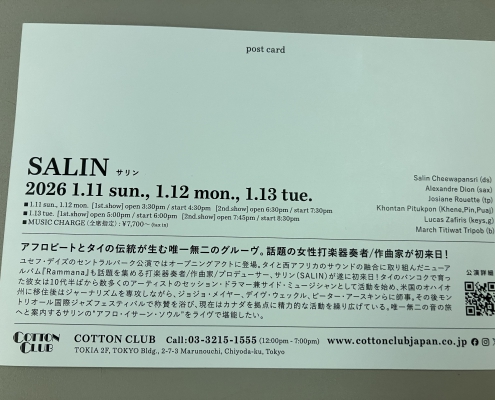 post card
SALIN サリン
2026 1.11 sun., 1.12 mon., 1.13 tue.
■ 1.11 sun., 1.12 mon. [1st.show] open 3:30pm / start 4:30pm [2nd.show] open 6:30pm / start 7:30pm
■ 1.13 tue. [1st.show] open 5:00pm / start 6:00pm [2nd.show] open 7:45pm / start 8:30pm
■ MUSIC CHARGE (全席指定) : ¥7,700〜 (tax in)
Salin Cheewapansri (ds)
Alexandre Dion (sax)
Josiane Rouette (tp)
Khontan Pitukpon (Khene,Pin,Puaj)
Lucas Zafiris (keys,g)
March Titiwat Tripob (b)
アフロビートとタイの伝統が生む唯一無二のグルーヴ。話題の女性打楽器奏者/作曲家が初来日!
ユセフ・デイズのセントラルパーク公演ではオープニングアクトに登場。タイと西アフリカのサウンドの融合に取り組んだニューア
ルバム『Rammana』も話題を集める打楽器奏者/作曲家/プロデューサー、サリン(SALIN)が遂に初来日!タイのバンコクで育っ
た彼女は10代半ばから数多くのアーティストのセッション・ドラマー兼サイド・ミュージシャンとして活動を始め、米国のオハイオ
州に移住後はジャーナリズムを専攻しながら、ジョジョ・メイヤー、デイヴ・ウェックル、ピーター・アースキンらに師事。その後モン
トリオール国際ジャズフェスティバルで称賛を浴び、現在はカナダを拠点に精力的な活動を繰り広げている。唯一無二の音の旅
へと案内するサリンの“アフロ・イサーン・ソウル”をライヴで堪能したい。
公演詳細
COTTON CLUB
COTTON CLUB Call:03-3215-1555 (12:00pm - 7:00pm) www.cottonclubjapan.co.jp
TOKIA 2F, TOKYO Bldg., 2-7-3 Marunouchi, Chiyoda-ku, Tokyo